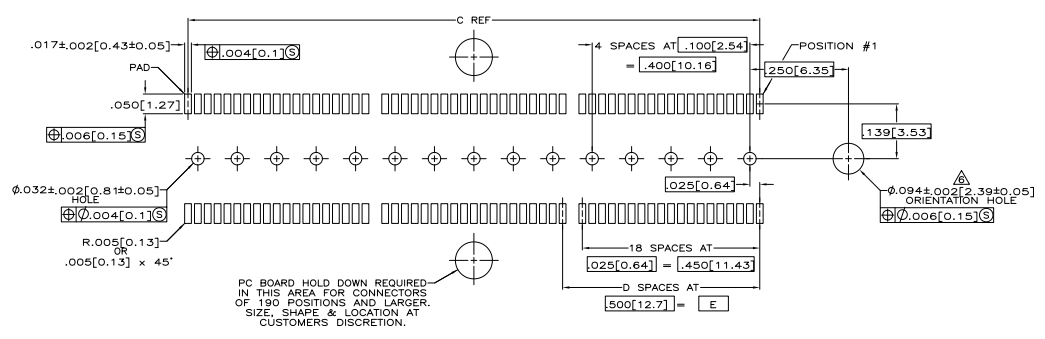 C REF
.017±.002[0.43±0.05]
⌖ .004[0.1]Ⓢ
4 SPACES AT .100[2.54]
= .400[10.16]
POSITION #1
.250[6.35]
PAD
.050[1.27]
⌖ .006[0.15]Ⓢ
.139[3.53]
Ø.032±.002[0.81±0.05]
HOLE
⌖ Ø.004[0.1]Ⓢ
.025[0.64]
6
Ø.094±.002[2.39±0.05]
ORIENTATION HOLE
⌖ Ø.006[0.15]Ⓢ
R.005[0.13]
OR
.005[0.13] x 45°
18 SPACES AT
.025[0.64] = .450[11.43]
D SPACES AT
.500[12.7] = E
PC BOARD HOLD DOWN REQUIRED
IN THIS AREA FOR CONNECTORS
OF 190 POSITIONS AND LARGER.
SIZE, SHAPE & LOCATION AT
CUSTOMERS DISCRETION.